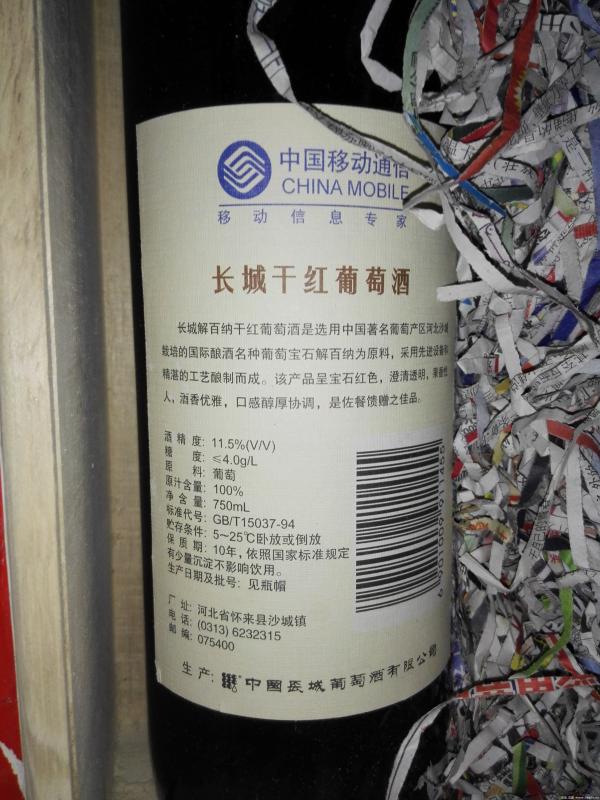 中国移动通信
CHINA MOBILE
移动信息专家
长城干红葡萄酒
长城解百纳干红葡萄酒是选用中国著名葡萄产区河北沙城
栽培的国际酿酒名种葡萄宝石解百纳为原料，采用先进设备和
精湛的工艺酿制而成。该产品呈宝石红色，澄清透明，果香悦
人，酒香优雅，口感醇厚协调，是佐餐馈赠之佳品。
酒精度：11.5%(V/V)
糖度：≤4.0g/L
原料：葡萄
原汁含量：100%
净含量：750mL
标准代号：GB/T15037-94
贮存条件：5～25℃卧放或倒放
保质期：10年，依照国家标准规定
有少量沉淀不影响饮用。
生产日期及批号：见瓶帽
厂址：河北省怀来县沙城镇
电话：(0313) 6232315
邮编：075400
生产：中国长城葡萄酒有限公司